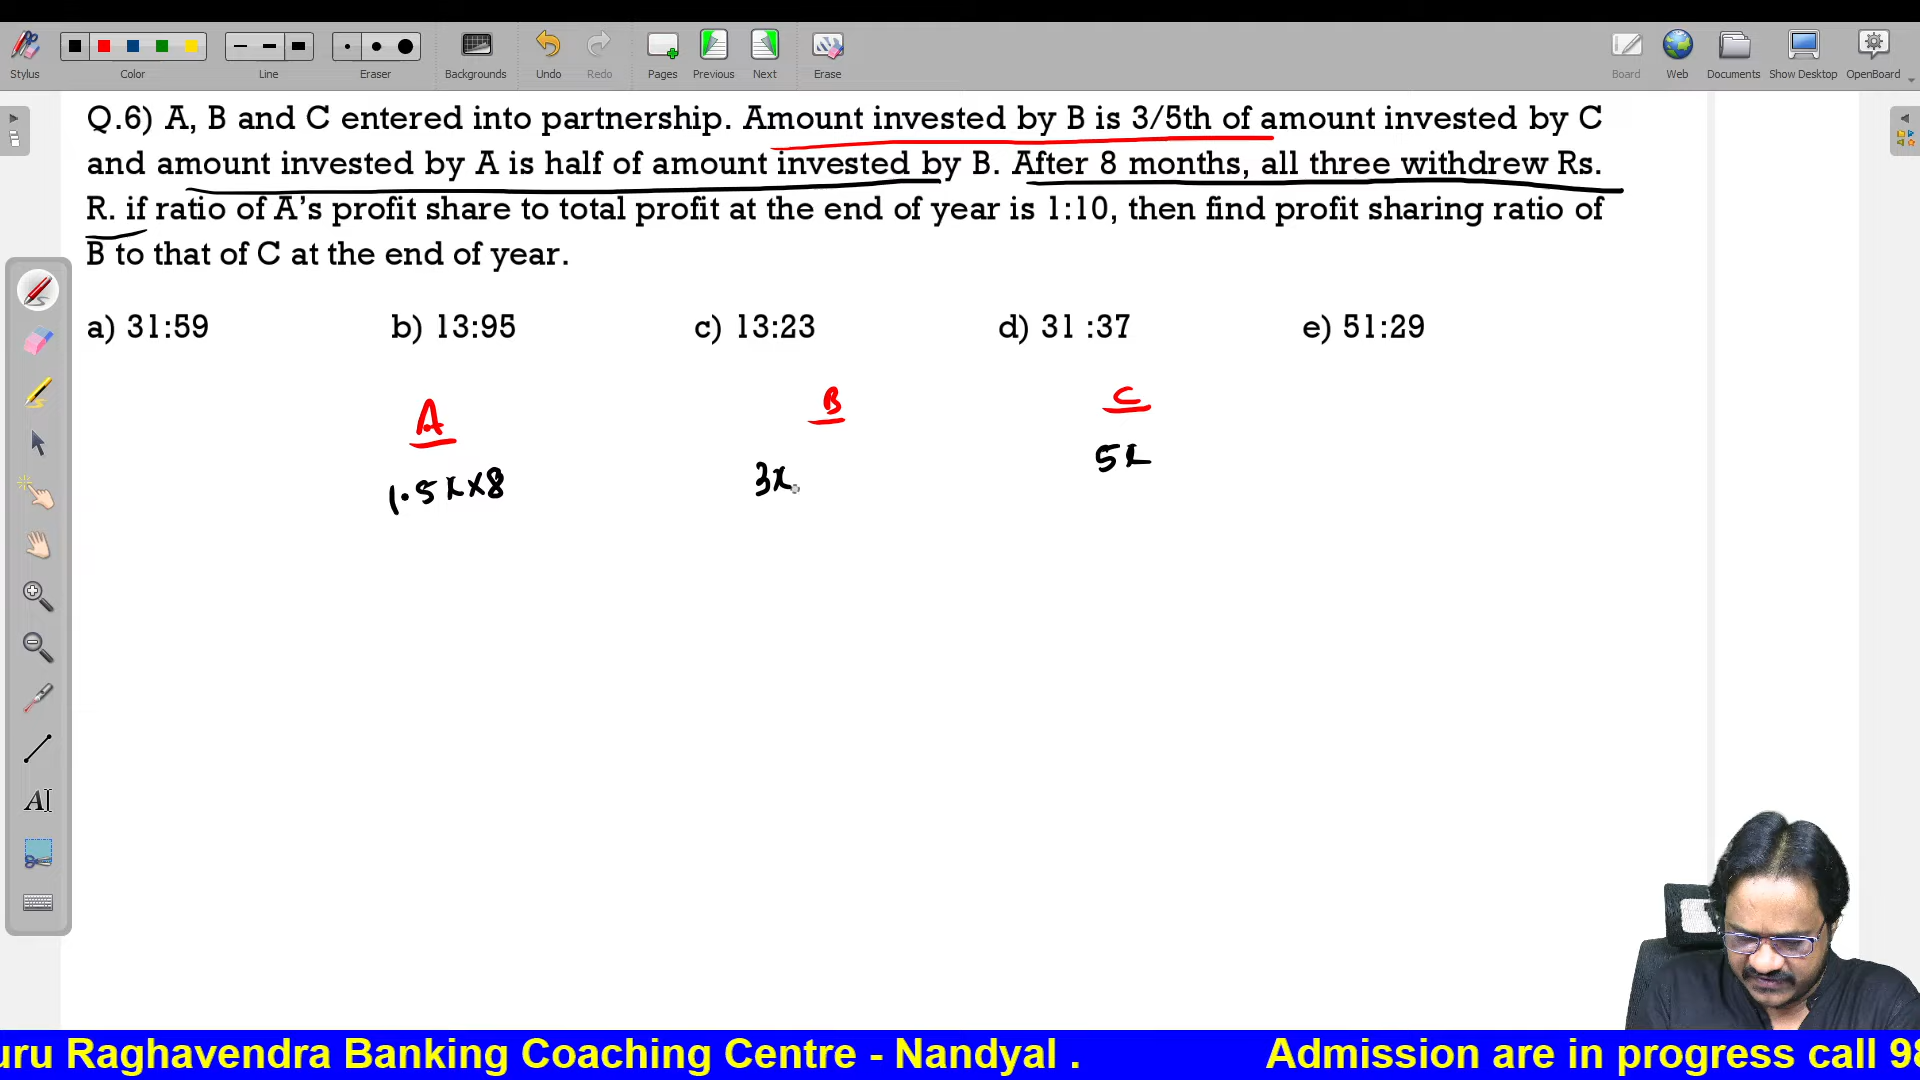 Stylus
Color
Line
Eraser
Backgrounds
Undo
Redo
Pages
Previous
Next
Erase
Board
Web
Documents
Show Desktop
OpenBoard
Q.6) A, B and C entered into partnership. Amount invested by B is 3/5th of amount invested by C
and amount invested by A is half of amount invested by B. After 8 months, all three withdrew Rs.
R. if ratio of A’s profit share to total profit at the end of year is 1:10, then find profit sharing ratio of
B to that of C at the end of year.
a) 31:59 b) 13:95 c) 13:23 d) 31 :37 e) 51:29
A B C
1.5x×8 3x 5x
AI
uru Raghavendra Banking Coaching Centre - Nandyal . Admission are in progress call 98